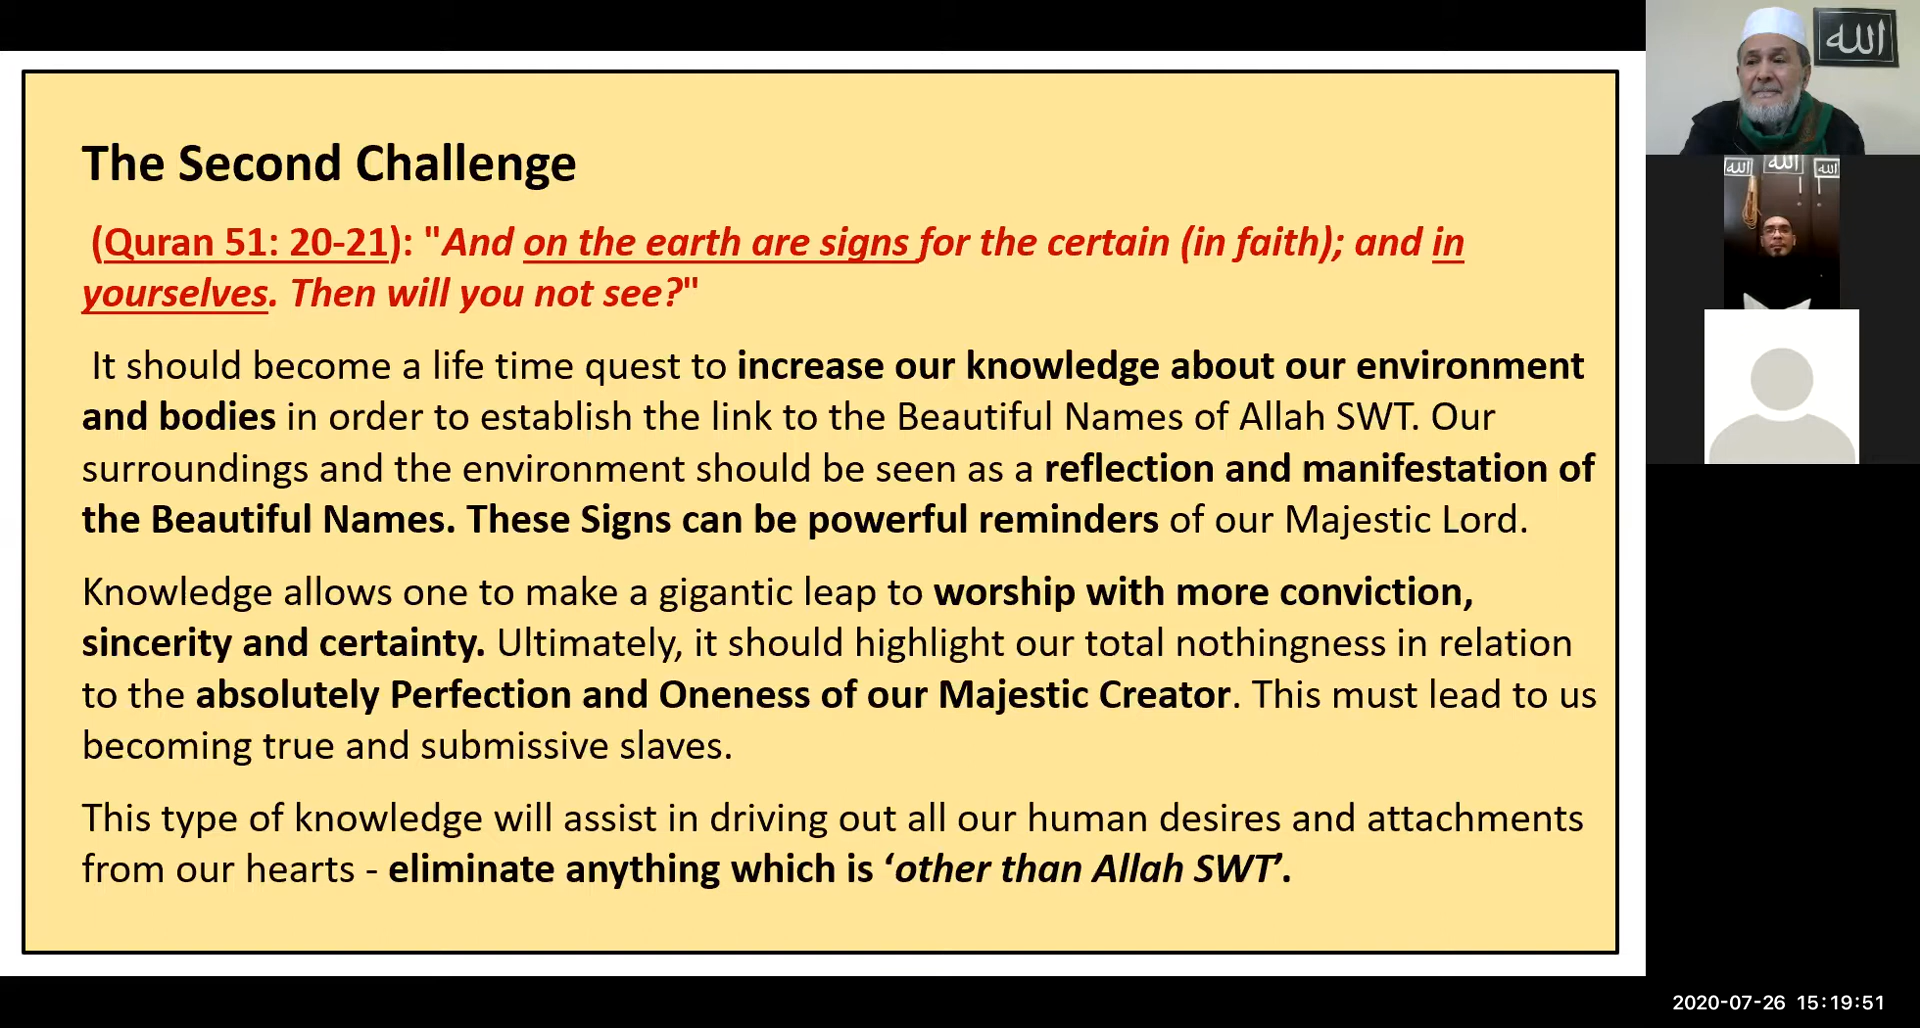 The Second Challenge
(Quran 51: 20-21): "And on the earth are signs for the certain (in faith); and in
yourselves. Then will you not see?"
It should become a life time quest to increase our knowledge about our environment
and bodies in order to establish the link to the Beautiful Names of Allah SWT. Our
surroundings and the environment should be seen as a reflection and manifestation of
the Beautiful Names. These Signs can be powerful reminders of our Majestic Lord.
Knowledge allows one to make a gigantic leap to worship with more conviction,
sincerity and certainty. Ultimately, it should highlight our total nothingness in relation
to the absolutely Perfection and Oneness of our Majestic Creator. This must lead to us
becoming true and submissive slaves.
This type of knowledge will assist in driving out all our human desires and attachments
from our hearts - eliminate anything which is ‘other than Allah SWT’.
الله
الله
الله
الله
2020-07-26 15:19:51